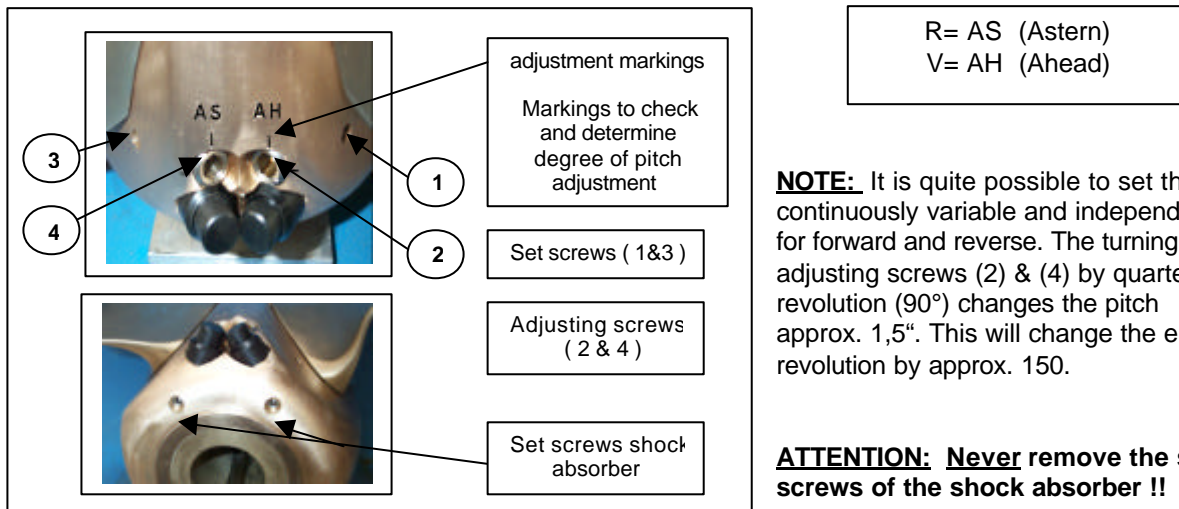 AS AH
3
4
1
2
adjustment markings
Markings to check
and determine
degree of pitch
adjustment
Set screws ( 1&3 )
Adjusting screws
( 2 & 4 )
Set screws shock
absorber
R= AS (Astern)
V= AH (Ahead)
NOTE: It is quite possible to set
continuously variable and
for forward and reverse. The turning
adjusting screws (2) & (4) by
revolution (90°) changes the pitch
approx. 1,5“. This will change the
revolution by approx. 150.
ATTENTION: Never remove the
screws of the shock absorber !!